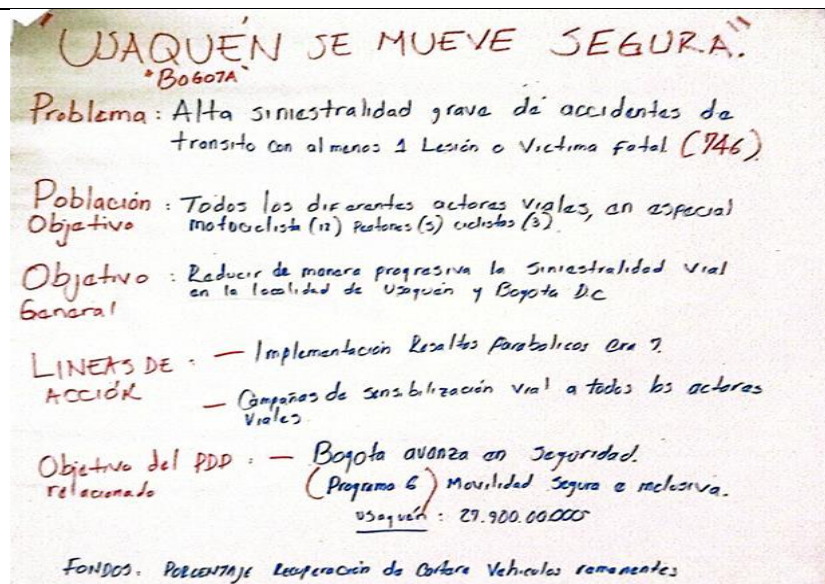 "USAQUÉN SE MUEVE SEGURA."
"BOGOTA"
Problema: Alta siniestralidad grave de accidentes de
transito con al menos 1 Lesión o Victima fatal (746)
Población : Todos los diferentes actores viales, en especial
Objetivo motociclista (12) Peatones (5) ciclistas (3)
Objetivo : Reducir de manera progresiva la siniestralidad vial
General en la localidad de Usaquén y Bogota D.C
LINEAS DE : — Implementación Resaltos parabolicos cra 7.
ACCIÓN — Campañas de sensibilización vial a todos los actores
Viales.
Objetivo del PDD : — Bogota avanza en seguridad.
relacionado (Programa 6) Movilidad segura e inclusiva.
Usaquén : 27.900.00.000
FONDOS. PORCENTAJE Recuperación de Cartera Vehiculos remanentes